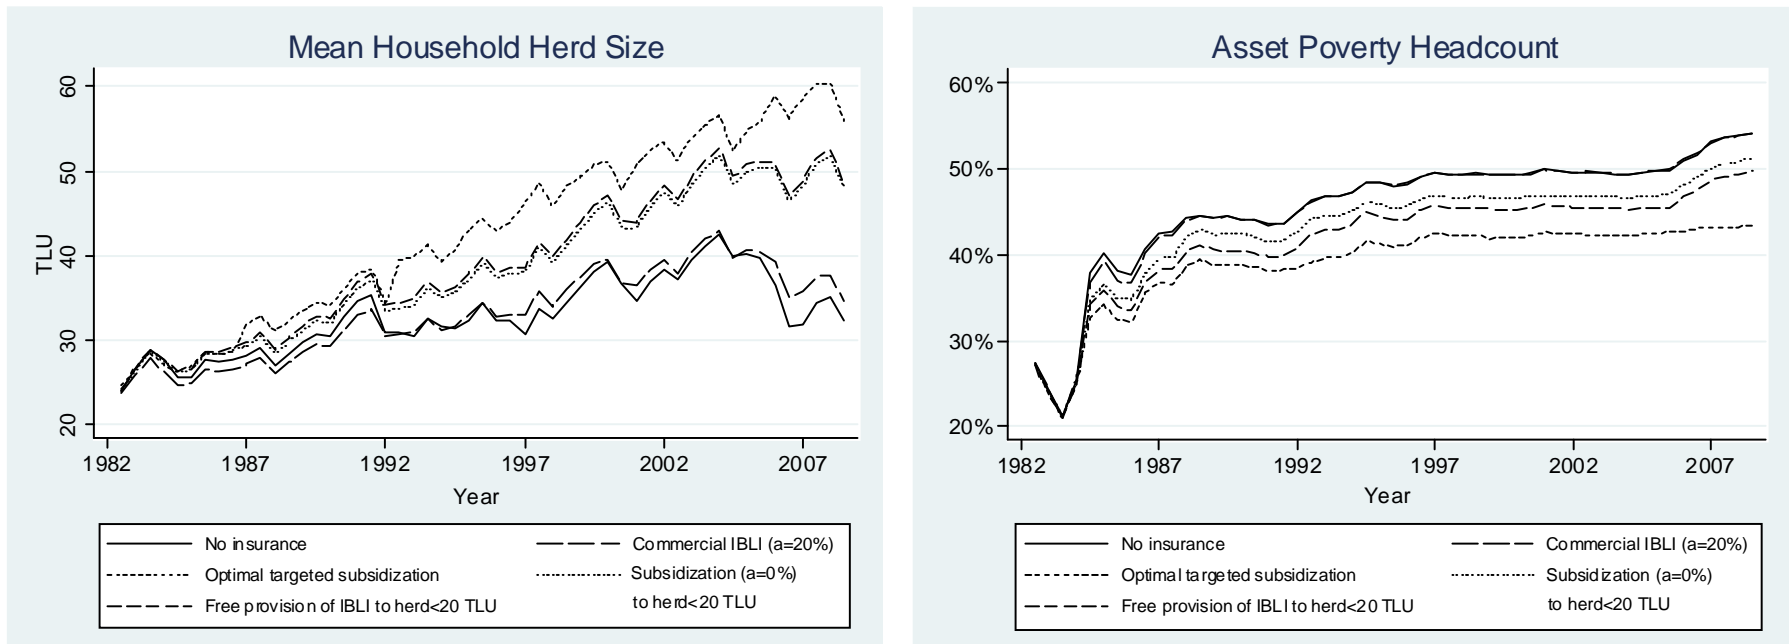 Mean Household Herd Size
60
50
40
30
20
TLU
1982 1987 1992 1997 2002 2007
Year
No insurance
Commercial IBLI (a=20%)
Optimal targeted subsidization
Subsidization (a=0%)
to herd<20 TLU
Free provision of IBLI to herd<20 TLU
Asset Poverty Headcount
60%
50%
40%
30%
20%
1982 1987 1992 1997 2002 2007
Year
No insurance
Commercial IBLI (a=20%)
Optimal targeted subsidization
Subsidization (a=0%)
to herd<20 TLU
Free provision of IBLI to herd<20 TLU